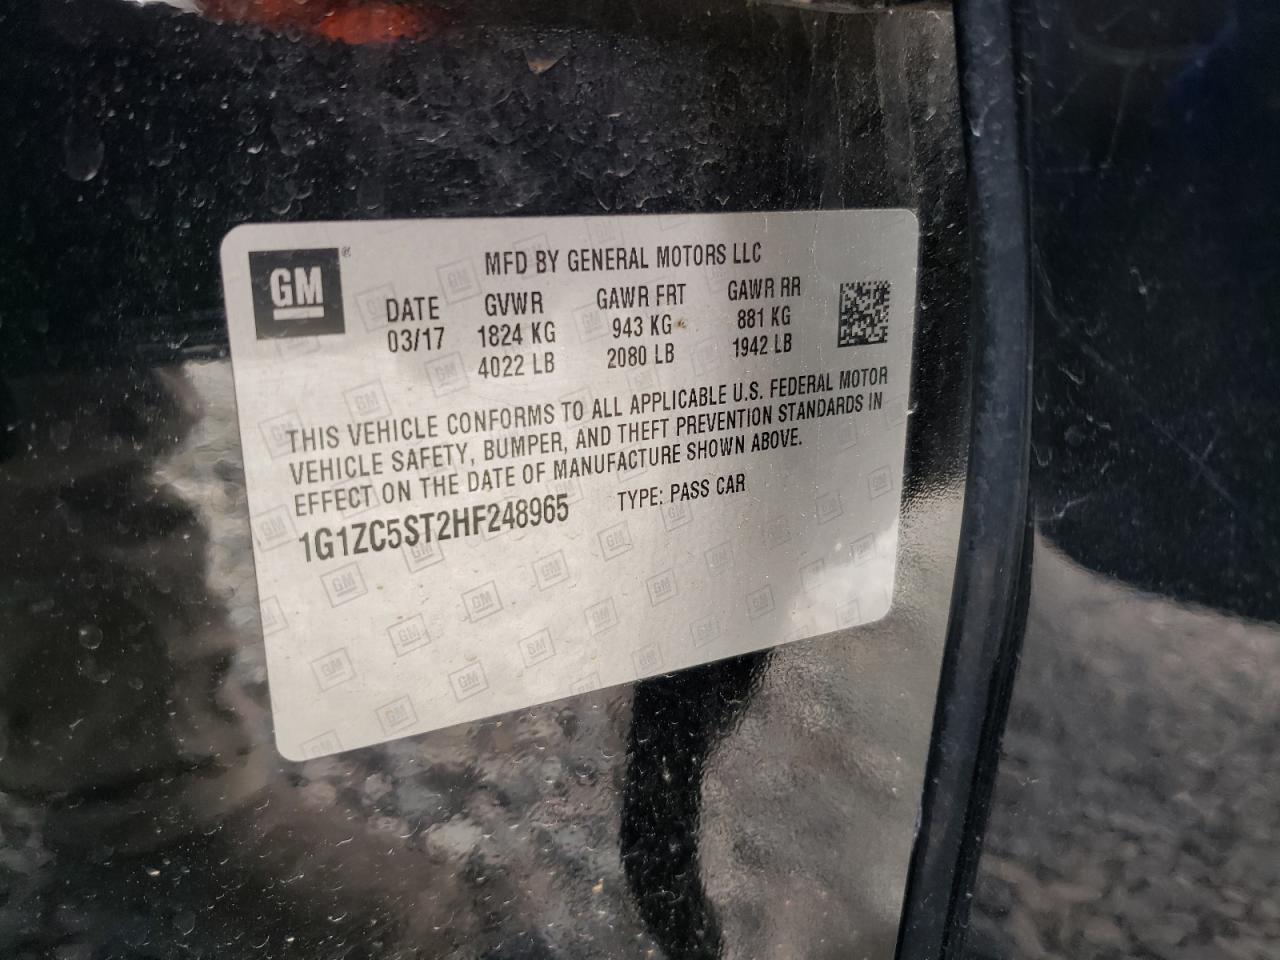 GM®
MFD BY GENERAL MOTORS LLC
DATE GVWR GAWR FRT GAWR RR
03/17 1824 KG 943 KG 881 KG
4022 LB 2080 LB 1942 LB
THIS VEHICLE CONFORMS TO ALL APPLICABLE U.S. FEDERAL MOTOR
VEHICLE SAFETY, BUMPER, AND THEFT PREVENTION STANDARDS IN
EFFECT ON THE DATE OF MANUFACTURE SHOWN ABOVE.
1G1ZC5ST2HF248965 TYPE: PASS CAR